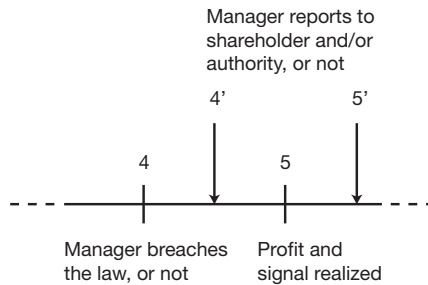 Manager reports to
shareholder and/or
authority, or not
4’ 5’
4 5
Manager breaches
the law, or not
Profit and
signal realized